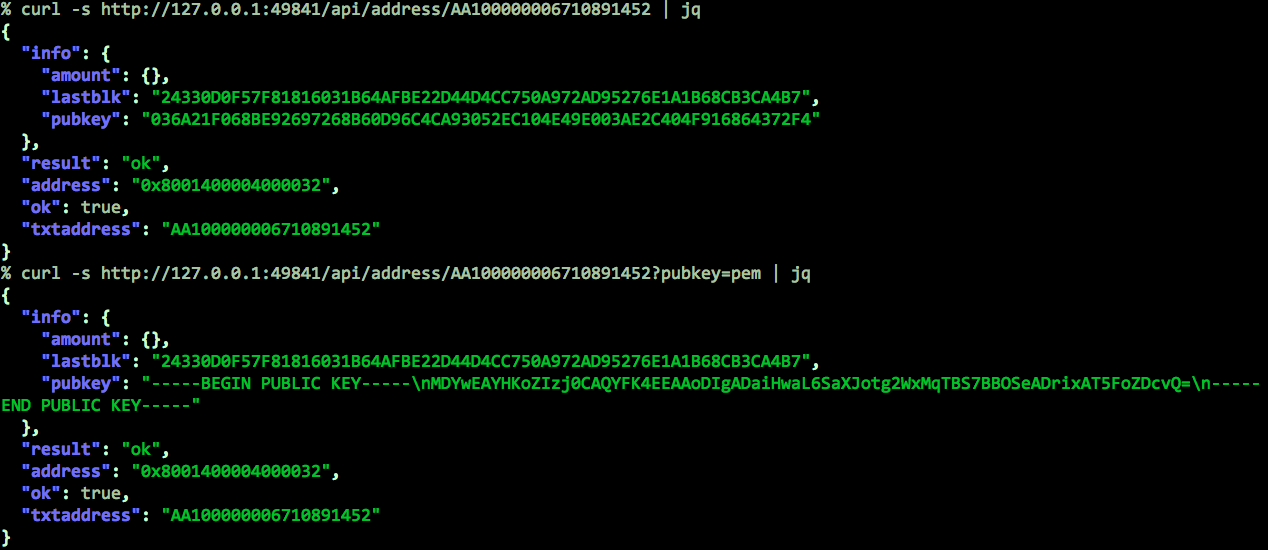 % curl -s http://127.0.0.1:49841/api/address/AA100000006710891452 | jq
{
  "info": {
    "amount": {},
    "lastblk": "24330D0F57F81816031B64AFBE22D44D4CC750A972AD95276E1A1B68CB3CA4B7",
    "pubkey": "036A21F068BE92697268B60D96C4CA93052EC104E49E003AE2C404F916864372F4"
  },
  "result": "ok",
  "address": "0x8001400004000032",
  "ok": true,
  "txtaddress": "AA100000006710891452"
}
% curl -s http://127.0.0.1:49841/api/address/AA100000006710891452?pubkey=pem | jq
{
  "info": {
    "amount": {},
    "lastblk": "24330D0F57F81816031B64AFBE22D44D4CC750A972AD95276E1A1B68CB3CA4B7",
    "pubkey": "-----BEGIN PUBLIC KEY-----\nMDYwEAYHKoZIzj0CAQYFK4EEAAoDIgADaiHwaL6SaXJotg2WxMqTBS7BBOSeADrixAT5FoZDcvQ=\n-----
END PUBLIC KEY-----"
  },
  "result": "ok",
  "address": "0x8001400004000032",
  "ok": true,
  "txtaddress": "AA100000006710891452"
}